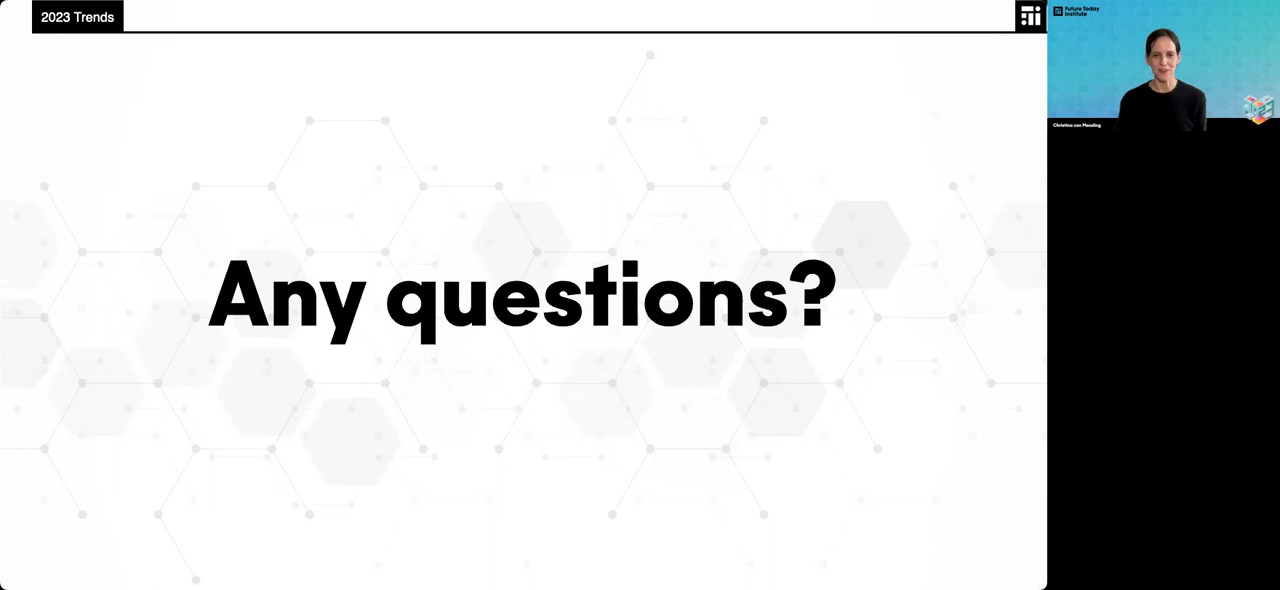 2023 Trends
Any questions?
Future Today
Institute
Christina von Messling